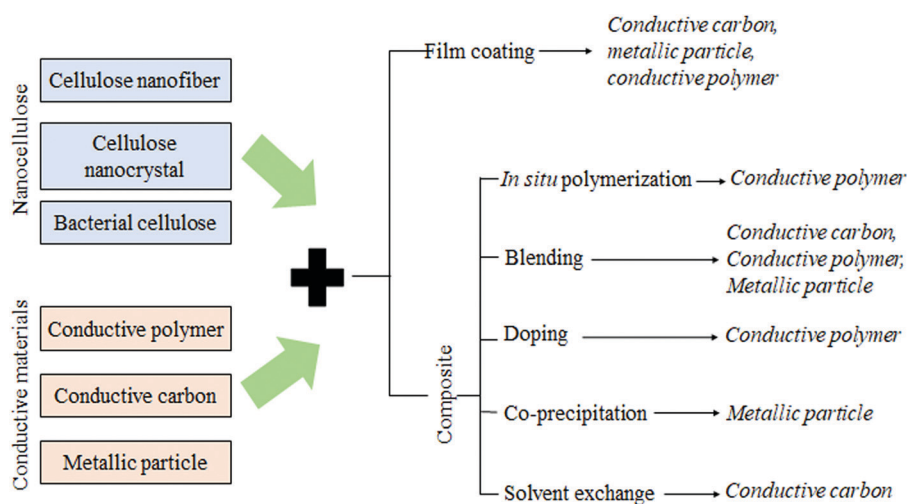 Nanocellulose
Cellulose nanofiber
Cellulose
nanocrystal
Bacterial cellulose
Conductive materials
Conductive polymer
Conductive carbon
Metallic particle
Film coating
Conductive carbon,
metallic particle,
conductive polymer
Composite
In situ polymerization
Conductive polymer
Blending
Conductive carbon,
Conductive polymer,
Metallic particle
Doping
Conductive polymer
Co-precipitation
Metallic particle
Solvent exchange
Conductive carbon